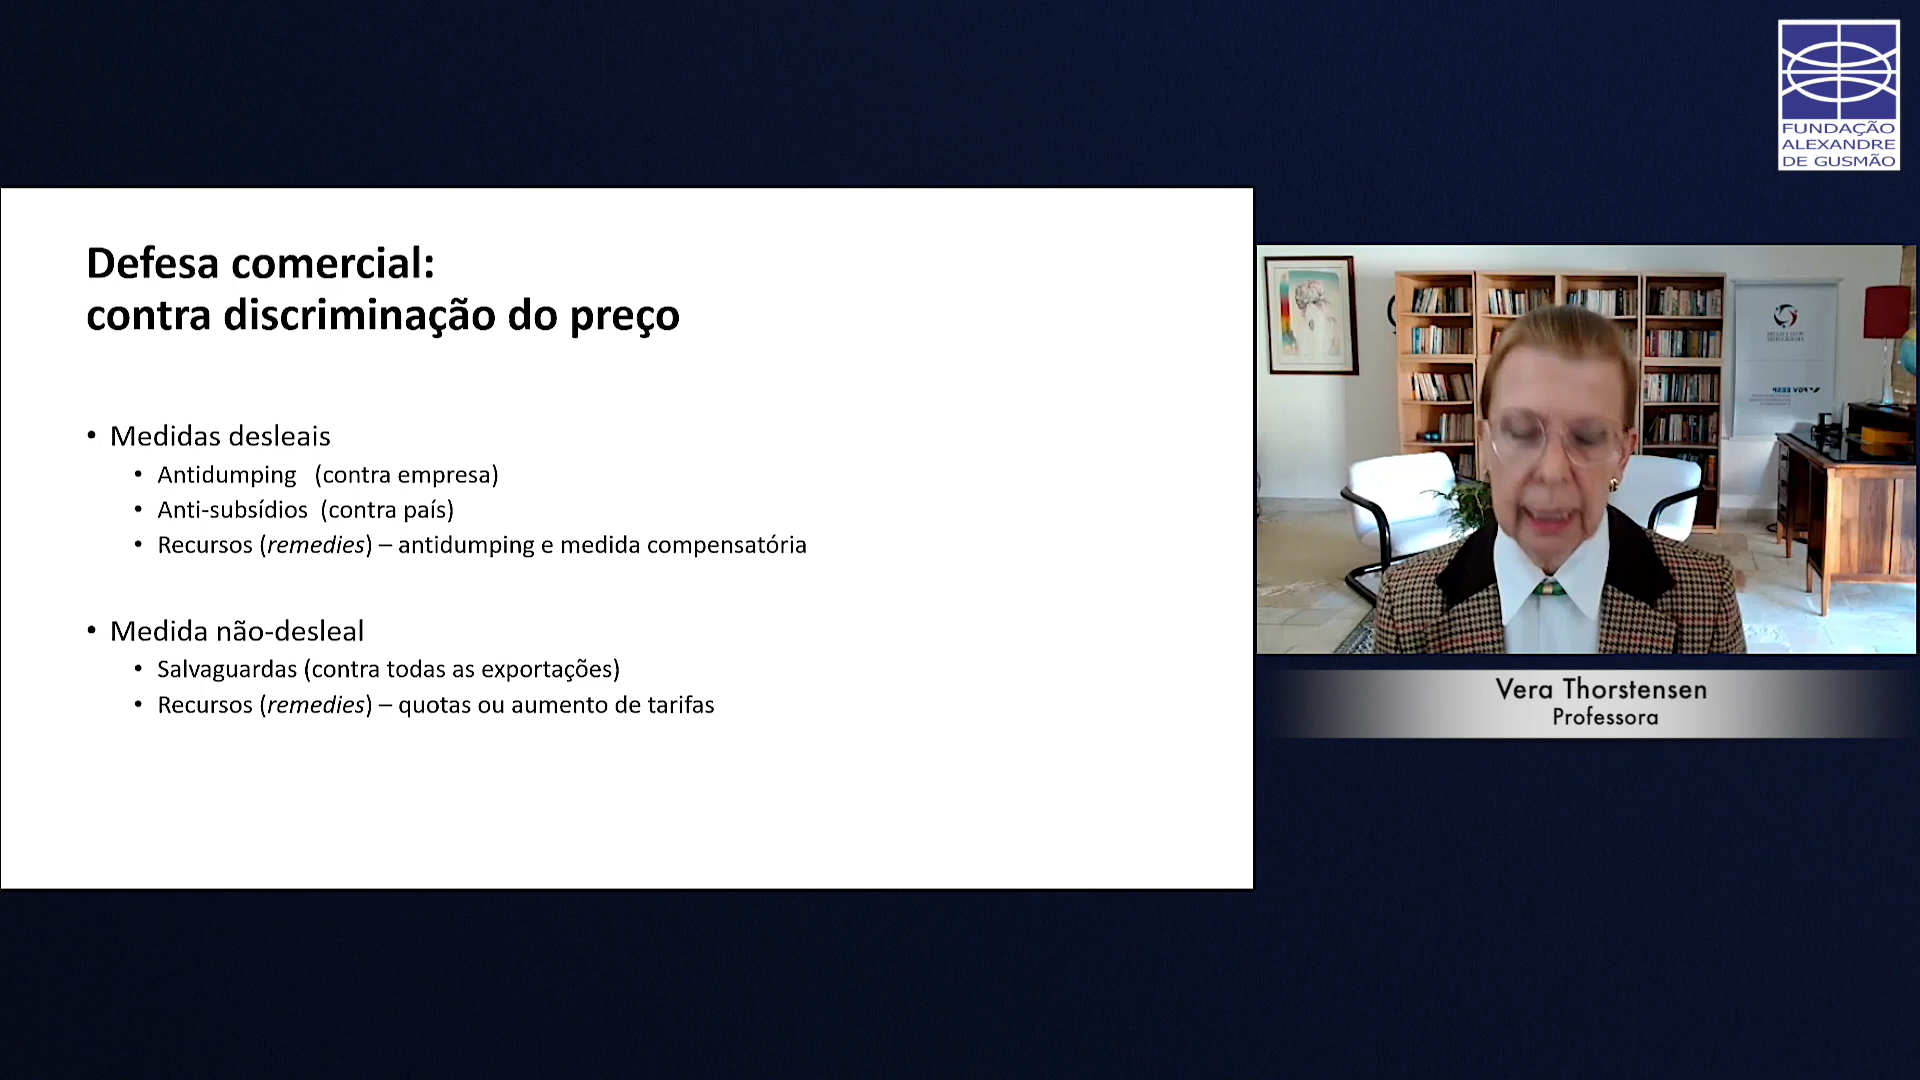 FUNDAÇÃO
ALEXANDRE
DE GUSMÃO
Defesa comercial:
contra discriminação do preço
• Medidas desleais
• Antidumping (contra empresa)
• Anti-subsídios (contra país)
• Recursos (remedies) – antidumping e medida compensatória
• Medida não-desleal
• Salvaguardas (contra todas as exportações)
• Recursos (remedies) – quotas ou aumento de tarifas
FGV EESP
Vera Thorstensen
Professora